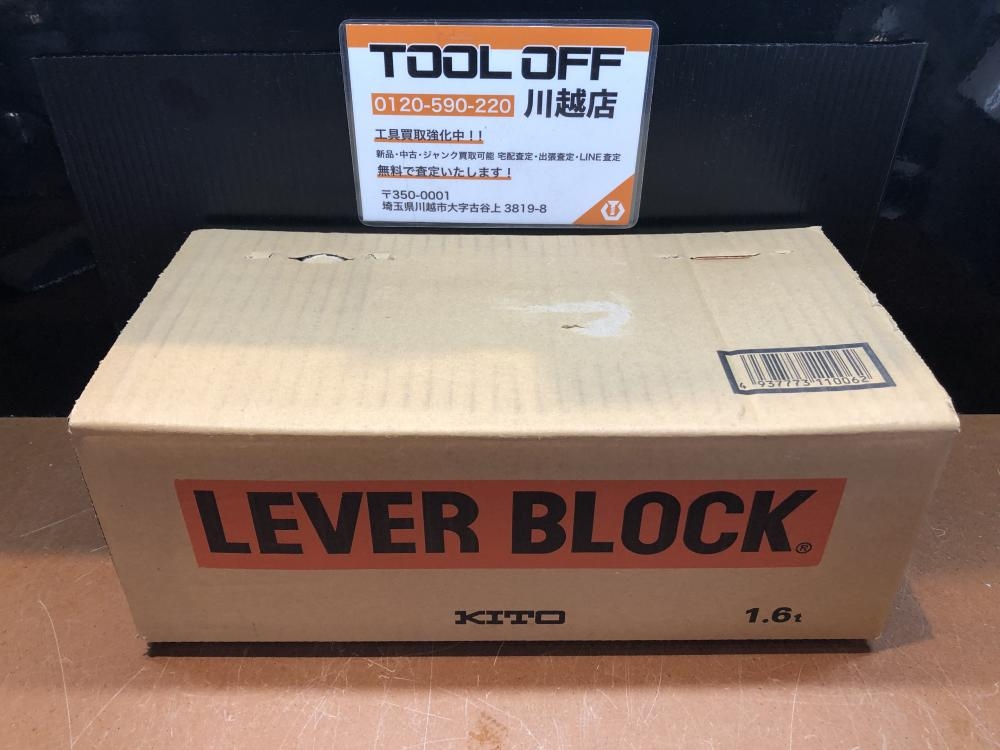 TOOL OFF
0120-590-220 川越店
工具買取強化中!!
新品・中古・ジャンク買取可能 宅配査定・出張査定・LINE査定
無料で査定いたします!
〒350-0001
埼玉県川越市大字古谷上 3819-8
4 937773 110062
LEVER BLOCK®
KITO
1.6t